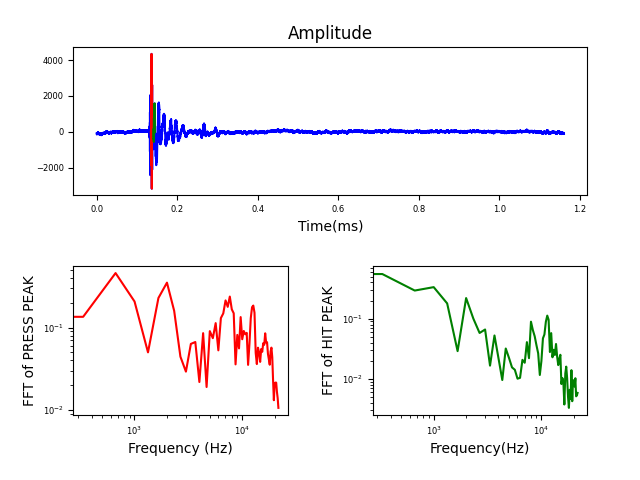 Amplitude
4000
2000
0
−2000
0.0 0.2 0.4 0.6 0.8 1.0 1.2
Time(ms)
FFT of PRESS PEAK
10⁻¹
10⁻²
10³ 10⁴
Frequency (Hz)
FFT of HIT PEAK
10⁻¹
10⁻²
10³ 10⁴
Frequency(Hz)